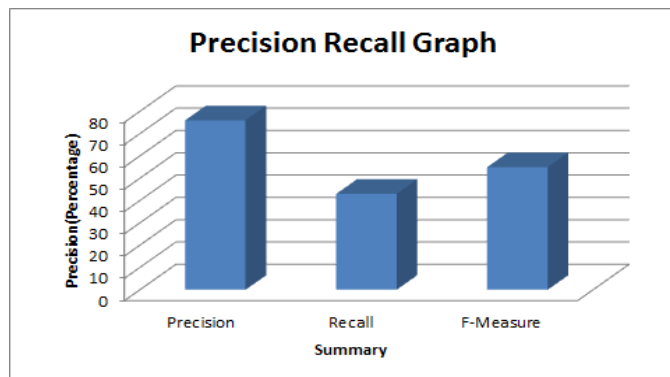 Precision Recall Graph
Precision(Percentage)
80
70
60
50
40
30
20
10
0
Precision Recall F-Measure
Summary